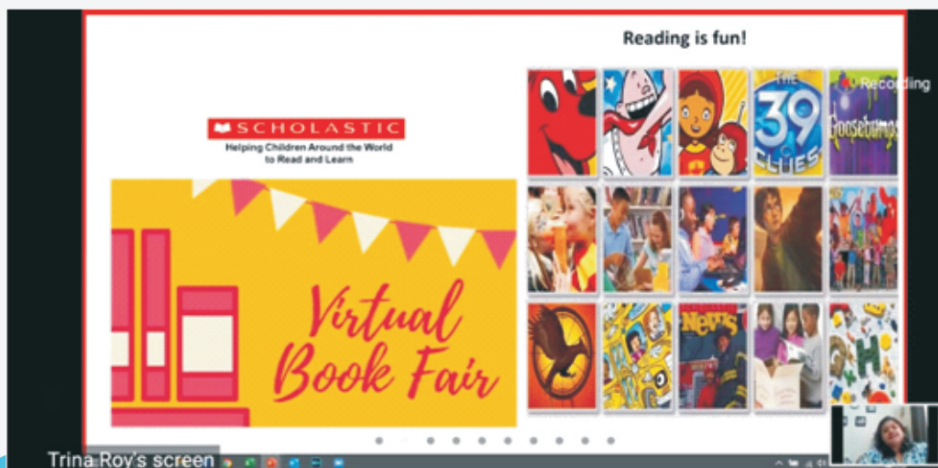 Reading is fun!
Recording
SCHOLASTIC
Helping Children Around the World
to Read and Learn
THE
39
CLUES
Goosebumps
Virtual
Book Fair
NEWS
Trina Roy's screen